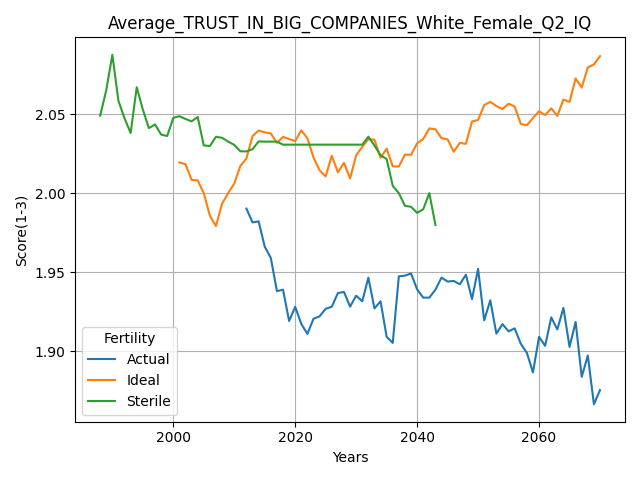 Average_TRUST_IN_BIG_COMPANIES_White_Female_Q2_IQ
Score(1-3)
2.05
2.00
1.95
1.90
Fertility
Actual
Ideal
Sterile
2000
2020
2040
2060
Years